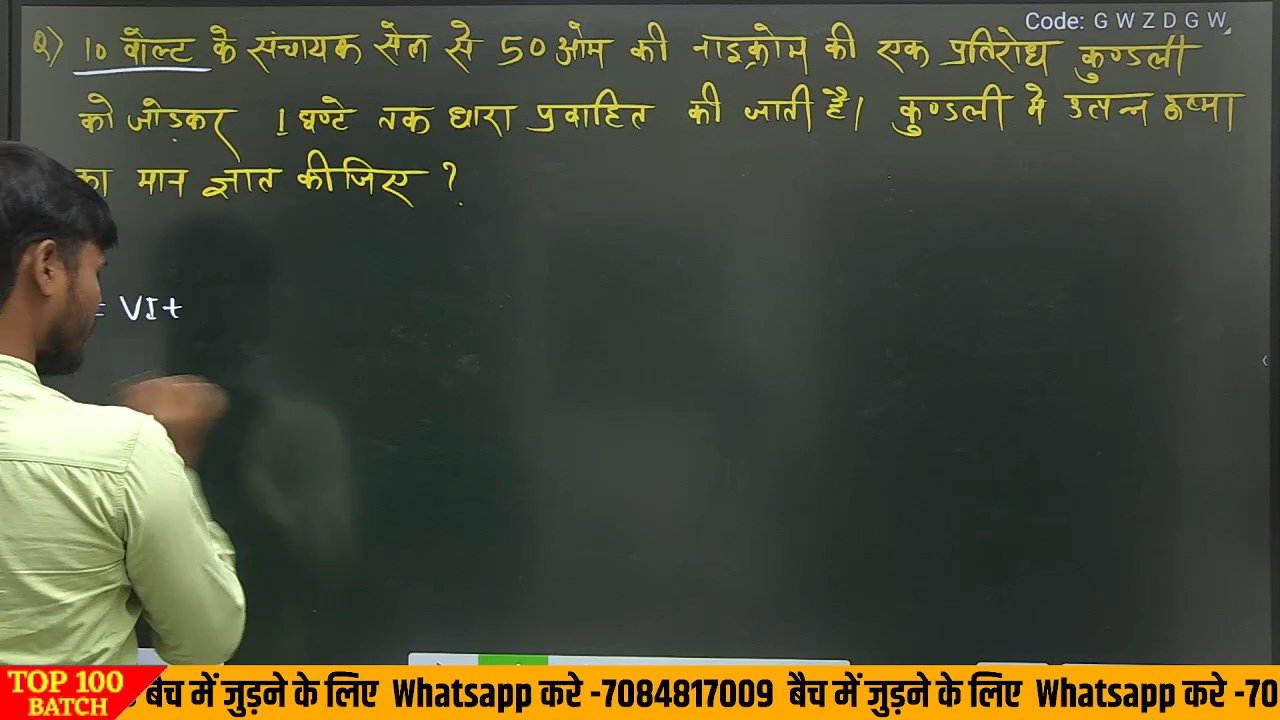 Code: G W Z D G W
Q) 10 वोल्ट के संचायक सेल से 50 ओम की नाइक्रोम की एक प्रतिरोध कुण्डली
को जोड़कर 1 घण्टे तक धारा प्रवाहित की जाती है। कुण्डली मे उत्पन्न ऊष्मा
का मान ज्ञात कीजिए ?
= VIt
TOP 100
BATCH
बैच में जुड़ने के लिए Whatsapp करे -7084817009 बैच में जुड़ने के लिए Whatsapp करे -70